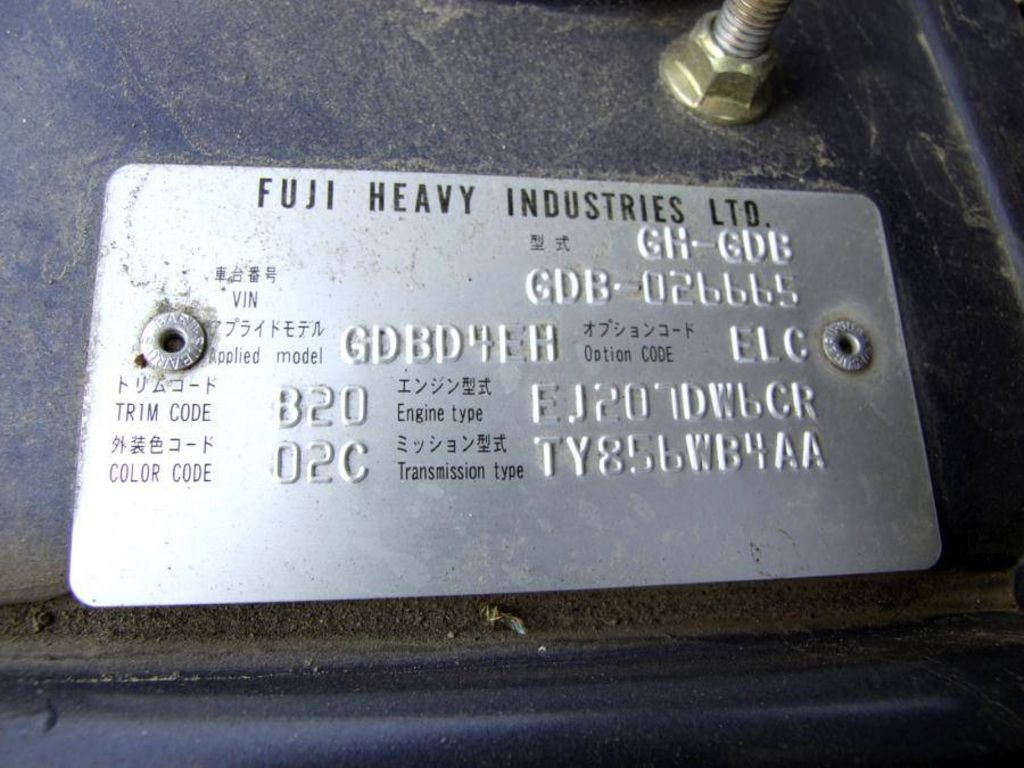 FUJI HEAVY INDUSTRIES LTD.
型式 GH-GDB
車台番号
VIN GDB-026665
アプライドモデル
Applied model GDBD4EH
オプションコード
Option CODE ELC
トリムコード
TRIM CODE B20
エンジン型式
Engine type EJ207DW6CR
外装色コード
COLOR CODE 02C
ミッション型式
Transmission type TY856WB4AA